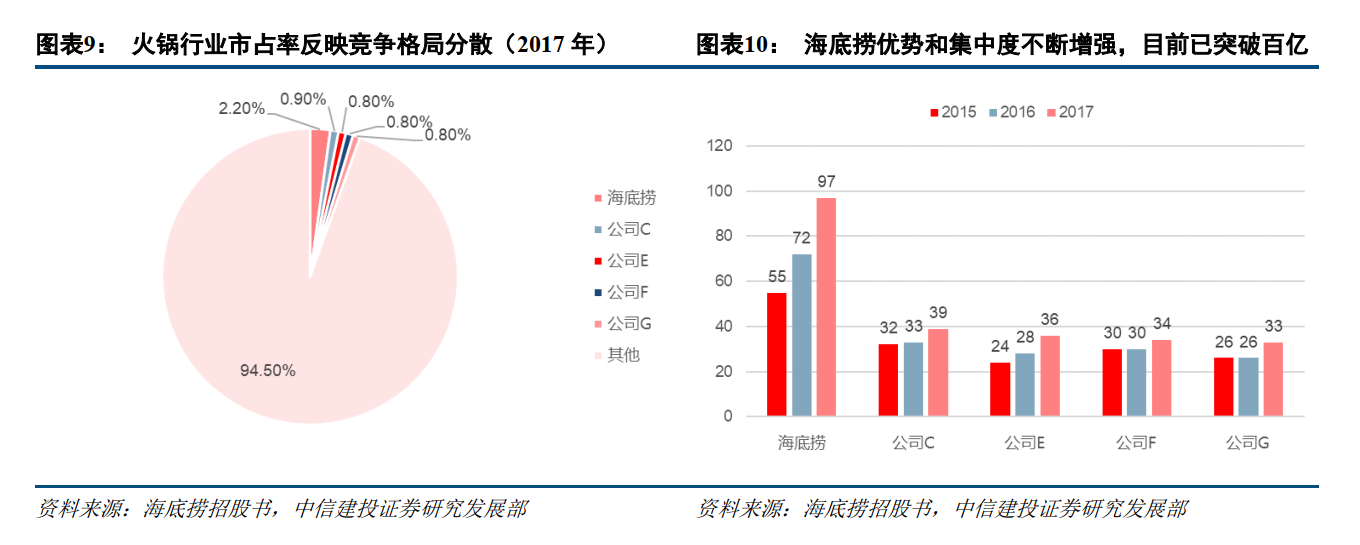 图表9： 火锅行业市占率反映竞争格局分散（2017 年）
2.20%
0.90%
0.80%
0.80%
0.80%
94.50%
海底捞
公司C
公司E
公司F
公司G
其他
资料来源：海底捞招股书，中信建投证券研究发展部
图表10： 海底捞优势和集中度不断增强，目前已突破百亿
2015 2016 2017
120
100
80
60
40
20
0
55 72 97
32 33 39
24 28 36
30 30 34
26 26 33
海底捞 公司C 公司E 公司F 公司G
资料来源：海底捞招股书，中信建投证券研究发展部